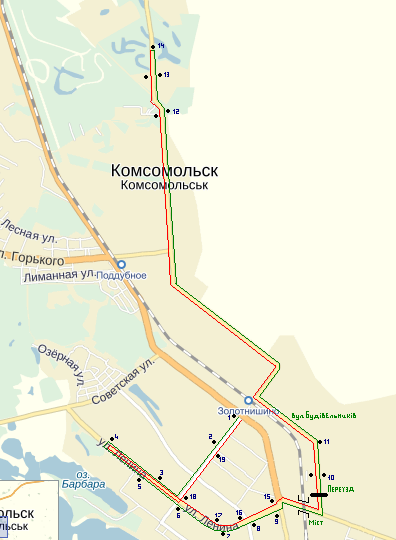 14
13
12
Комсомольск
Комсомольськ
Лесная ул.
л. Горького
Лиманная ул.
Поддубное
Озёрная ул.
Советская ул.
Золотнишино
1
вул Будівельників
4
2
11
ул. Ленина
19
3
10
оз.
Барбара
5
18
15
Переїзд
6
ул. Ленина
17
16
8
9
7
Міст
ольск
льськ